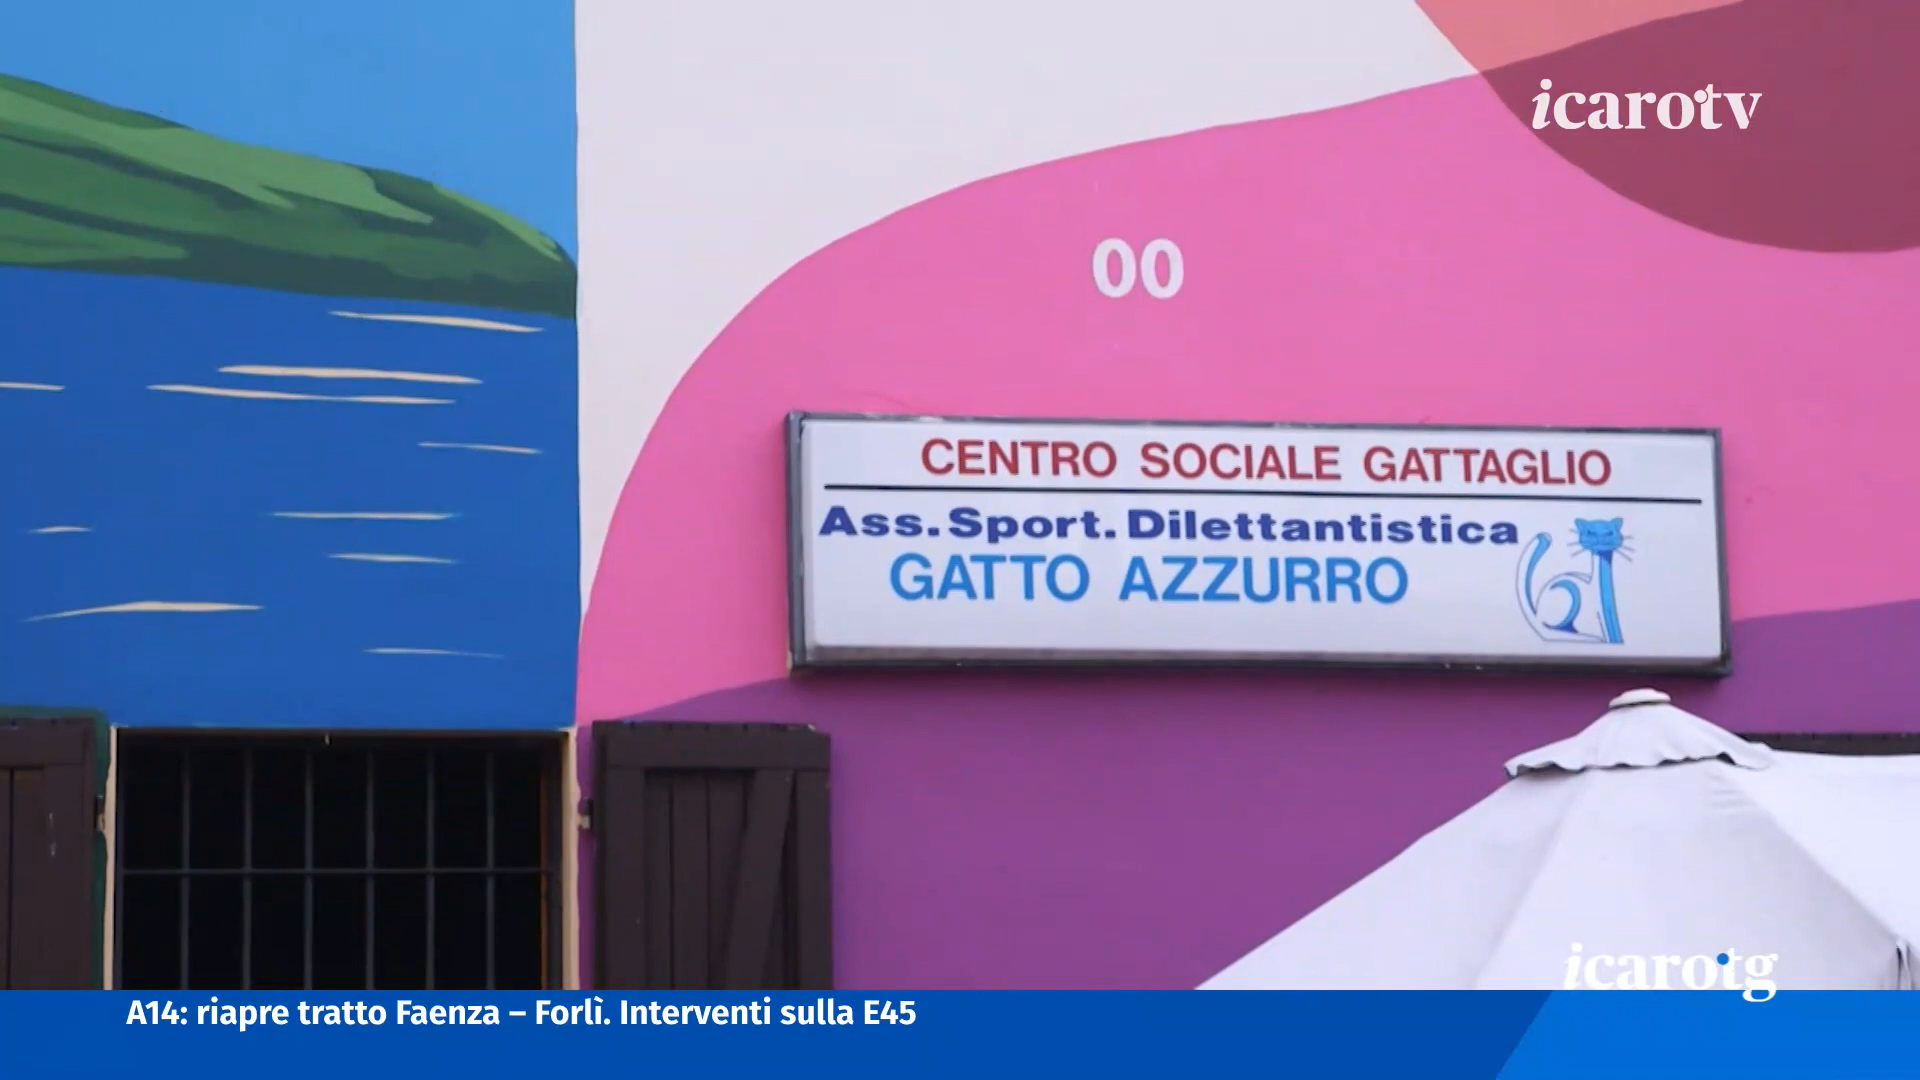 icarotv
00
CENTRO SOCIALE GATTAGLIO
Ass. Sport. Dilettantistica
GATTO AZZURRO
icarotg
A14: riapre tratto Faenza – Forlì. Interventi sulla E45